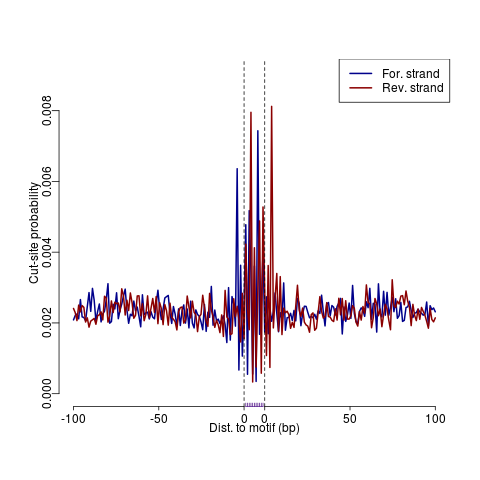 For. strand
Rev. strand
0.008
0.006
0.004
0.002
0.000
Cut-site probability
-100 -50 0 0 50 100
Dist. to motif (bp)